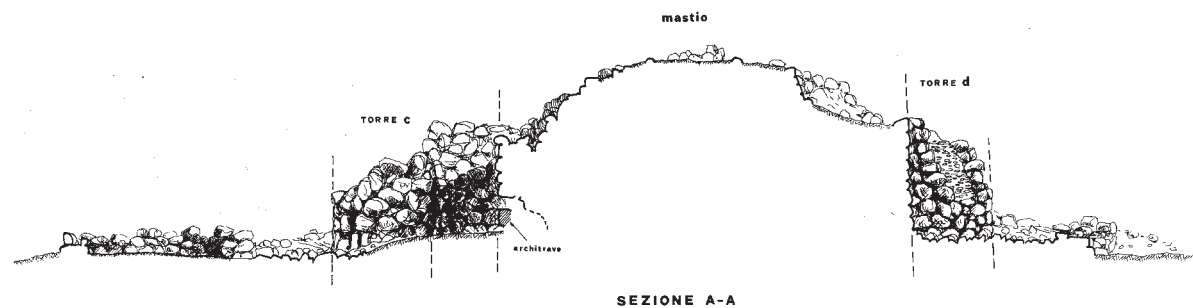 mastio
TORRE d
TORRE C
architrave
SEZIONE A-A